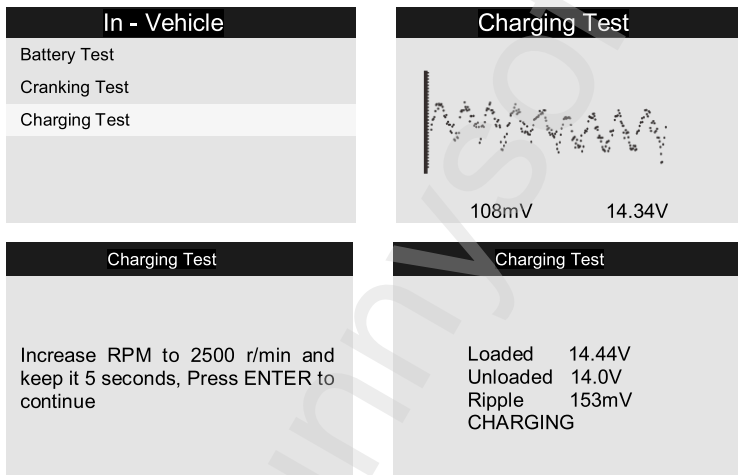 In - Vehicle
Battery Test
Cranking Test
Charging Test
Charging Test
108mV 14.34V
Charging Test
Increase RPM to 2500 r/min and
keep it 5 seconds, Press ENTER to
continue
Charging Test
Loaded 14.44V
Unloaded 14.0V
Ripple 153mV
CHARGING